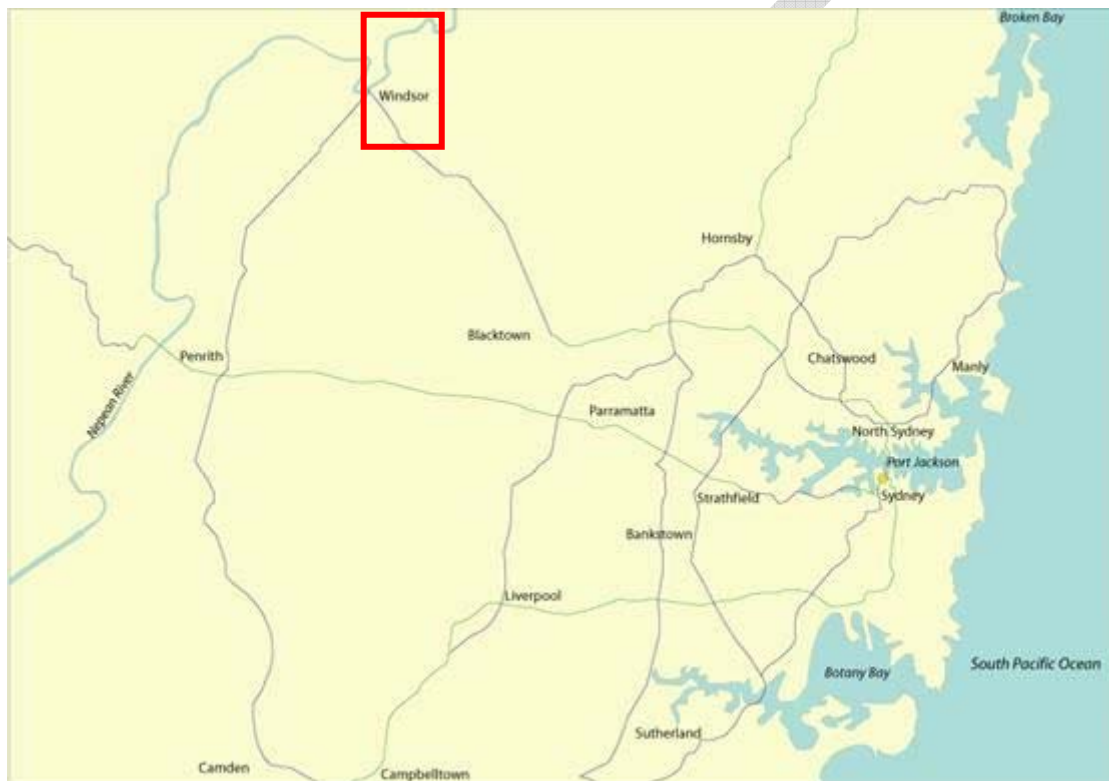 Broken Bay
Windsor
Hornsby
Blacktown
Penrith
Chatswood
Manly
Nepean River
Parramatta
North Sydney
Port Jackson
Strathfield
Sydney
Bankstown
Liverpool
South Pacific Ocean
Botany Bay
Sutherland
Camden
Campbelltown